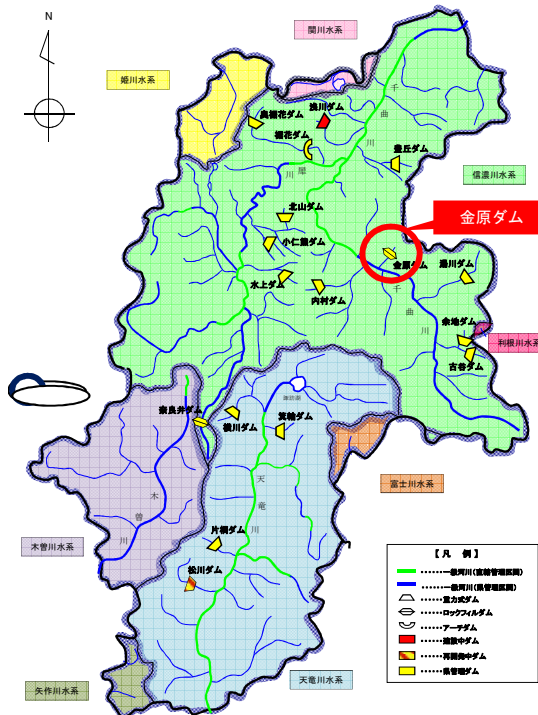 N
関川水系
姫川水系
奥裾花ダム
浅川ダム
裾花ダム
千
曲
川
豊丘ダム
信濃川水系
犀
川
北山ダム
金原ダム
小仁熊ダム
金原ダム
湯川ダム
水上ダム
内村ダム
千
曲
川
余地ダム
利根川水系
古谷ダム
諏訪湖
奈良井ダム
横川ダム
箕輪ダム
富士川水系
天
竜
川
木
曽
川
片桐ダム
木曽川水系
松川ダム
矢作川水系
天竜川水系
【 凡 例 】
……一級河川(直轄管理区間)
……一級河川(県管理区間)
……重力式ダム
……ロックフィルダム
……アーチダム
……建設中ダム
……再開発中ダム
……県管理ダム